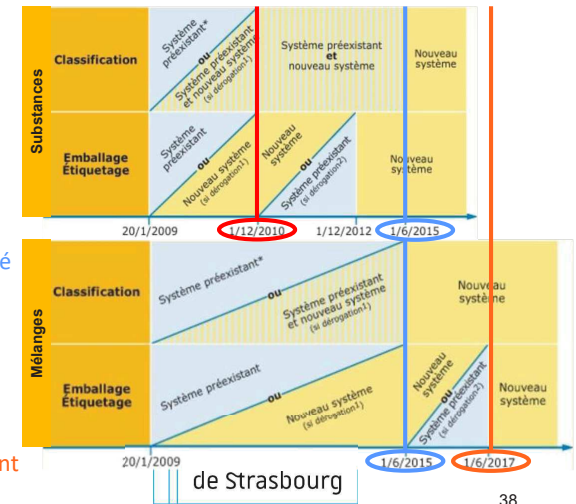 Substances
Classification
Système
préexistant*
ou
Système préexistant
et nouveau système
(si dérogation1)
Système préexistant
et
nouveau système
Nouveau
système
Emballage
Étiquetage
Système
préexistant
ou
Nouveau système
(si dérogation1)
Nouveau
système
ou
Système préexistant
(si dérogation2)
Nouveau
système
20/1/2009
1/12/2010
1/12/2012
1/6/2015
é
Mélanges
Classification
Système préexistant*
ou
Système préexistant
et nouveau système
(si dérogation1)
Nouveau
système
Emballage
Étiquetage
Système préexistant
ou
Nouveau système
(si dérogation1)
Nouveau
système
ou
Système préexistant
(si dérogation2)
Nouveau
système
nt
20/1/2009
1/6/2015
1/6/2017
de Strasbourg
38